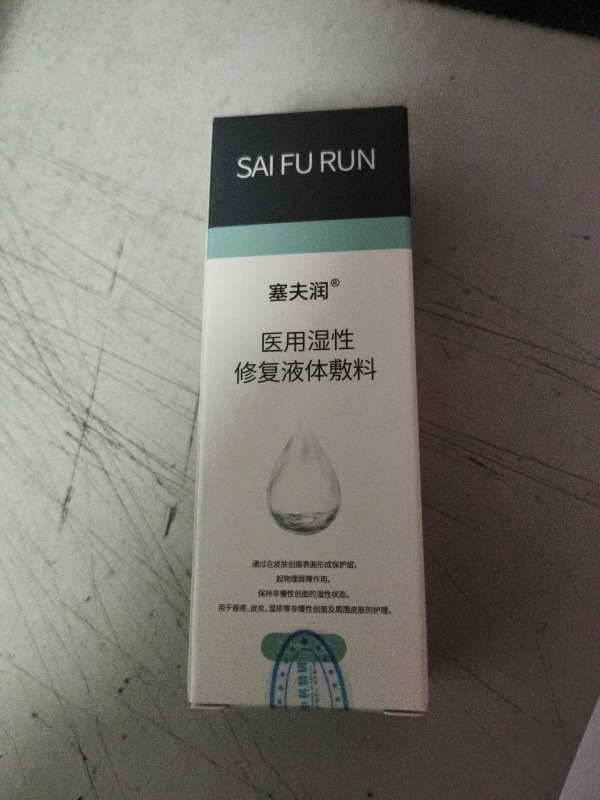 SAI FU RUN
塞夫润®
医用湿性
修复液体敷料
通过在皮肤创面表面形成保护层,
起物理屏障作用。
保持非慢性创面的湿性状态。
用于痤疮、皮炎、湿疹等非慢性创面及周围皮肤的护理。